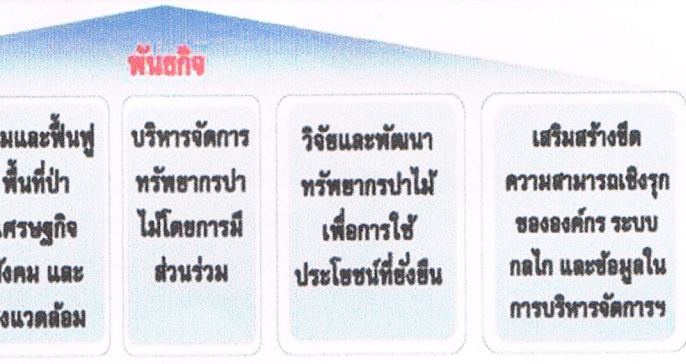 พันธกิจ
มและฟื้นฟู
พื้นที่ป่า
ศรษฐกิจ
ังคม และ
งแวดล้อม
บริหารจัดการ
ทรัพยากรป่า
ไม้โดยการมี
ส่วนร่วม
วิจัยและพัฒนา
ทรัพยากรป่าไม้
เพื่อการใช้
ประโยชน์ที่ยั่งยืน
เสริมสร้างขีด
ความสามารถเชิงรุก
ขององค์กร ระบบ
กลไก และข้อมูลใน
การบริหารจัดการฯ